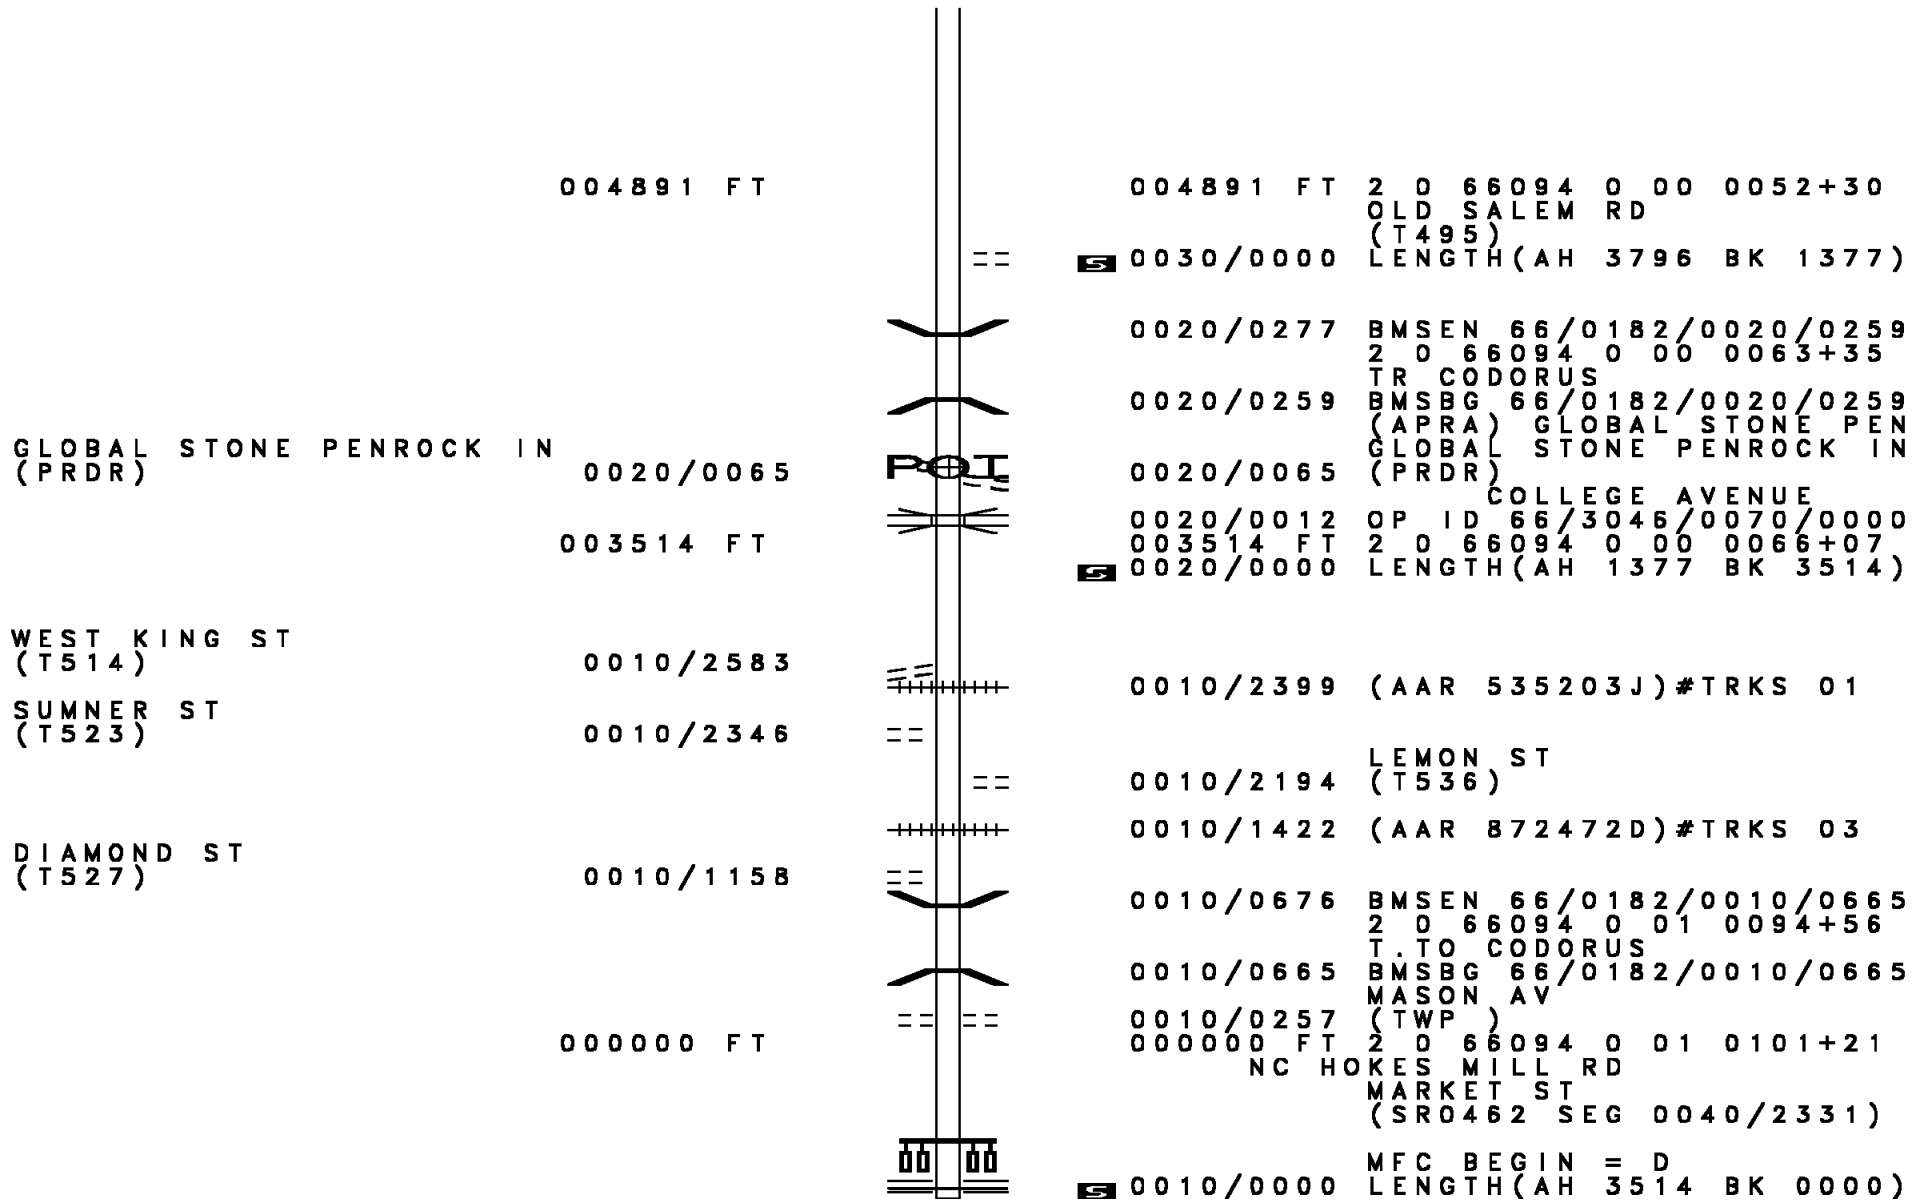 004891 FT 004891 FT 2 0 66094 0 00 0052+30
OLD SALEM RD
(T495)
S 0030/0000 LENGTH(AH 3796 BK 1377)
0020/0277 BMSEN 66/0182/0020/0259
2 0 66094 0 00 0063+35
TR CODORUS
0020/0259 BMSBG 66/0182/0020/0259
(APRA) GLOBAL STONE PEN
GLOBAL STONE PENROCK IN GLOBAL STONE PENROCK IN
(PRDR) 0020/0065 POI 0020/0065 (PRDR)
COLLEGE AVENUE
0020/0012 OP ID 66/3046/0070/0000
003514 FT 003514 FT 2 0 66094 0 00 0066+07
S 0020/0000 LENGTH(AH 1377 BK 3514)
WEST KING ST
(T514) 0010/2583
0010/2399 (AAR 535203J)#TRKS 01
SUMNER ST
(T523) 0010/2346
LEMON ST
0010/2194 (T536)
0010/1422 (AAR 872472D)#TRKS 03
DIAMOND ST
(T527) 0010/1158
0010/0676 BMSEN 66/0182/0010/0665
2 0 66094 0 01 0094+56
T.TO CODORUS
0010/0665 BMSBG 66/0182/0010/0665
MASON AV
0010/0257 (TWP )
000000 FT 000000 FT 2 0 66094 0 01 0101+21
NC HOKES MILL RD
MARKET ST
(SR0462 SEG 0040/2331)
MFC BEGIN = D
S 0010/0000 LENGTH(AH 3514 BK 0000)